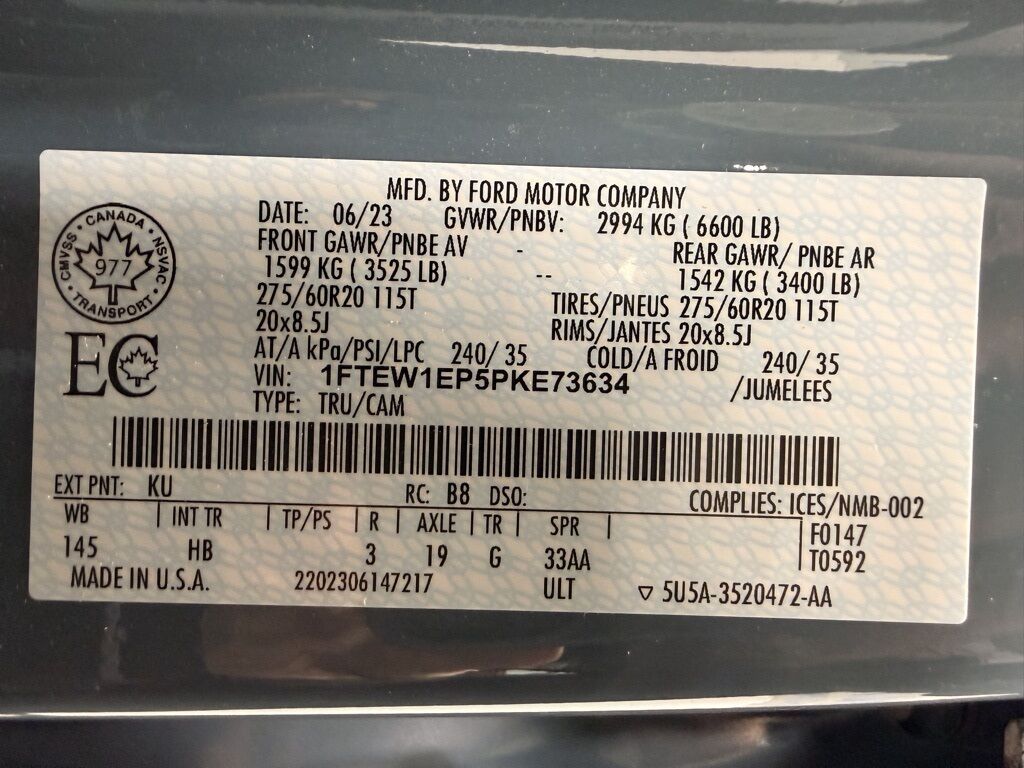 MFD. BY FORD MOTOR COMPANY
DATE: 06/23 GVWR/PNBV: 2994 KG ( 6600 LB)
FRONT GAWR/PNBE AV - REAR GAWR/ PNBE AR
1599 KG ( 3525 LB) -- 1542 KG ( 3400 LB)
275/60R20 115T TIRES/PNEUS 275/60R20 115T
20x8.5J RIMS/JANTES 20x8.5J
AT/A kPa/PSI/LPC 240/ 35 COLD/A FROID 240/ 35
VIN: 1FTEW1EP5PKE73634 /JUMELEES
TYPE: TRU/CAM
CANADA
CMVSS NSVAC
977
TRANSPORT
EC
EXT PNT: KU RC: B8 DSO: COMPLIES: ICES/NMB-002
WB | INT TR | TP/PS | R | AXLE | TR | SPR | F0147
145 HB 3 19 G 33AA T0592
MADE IN U.S.A. 2202306147217 ULT ▽ 5U5A-3520472-AA